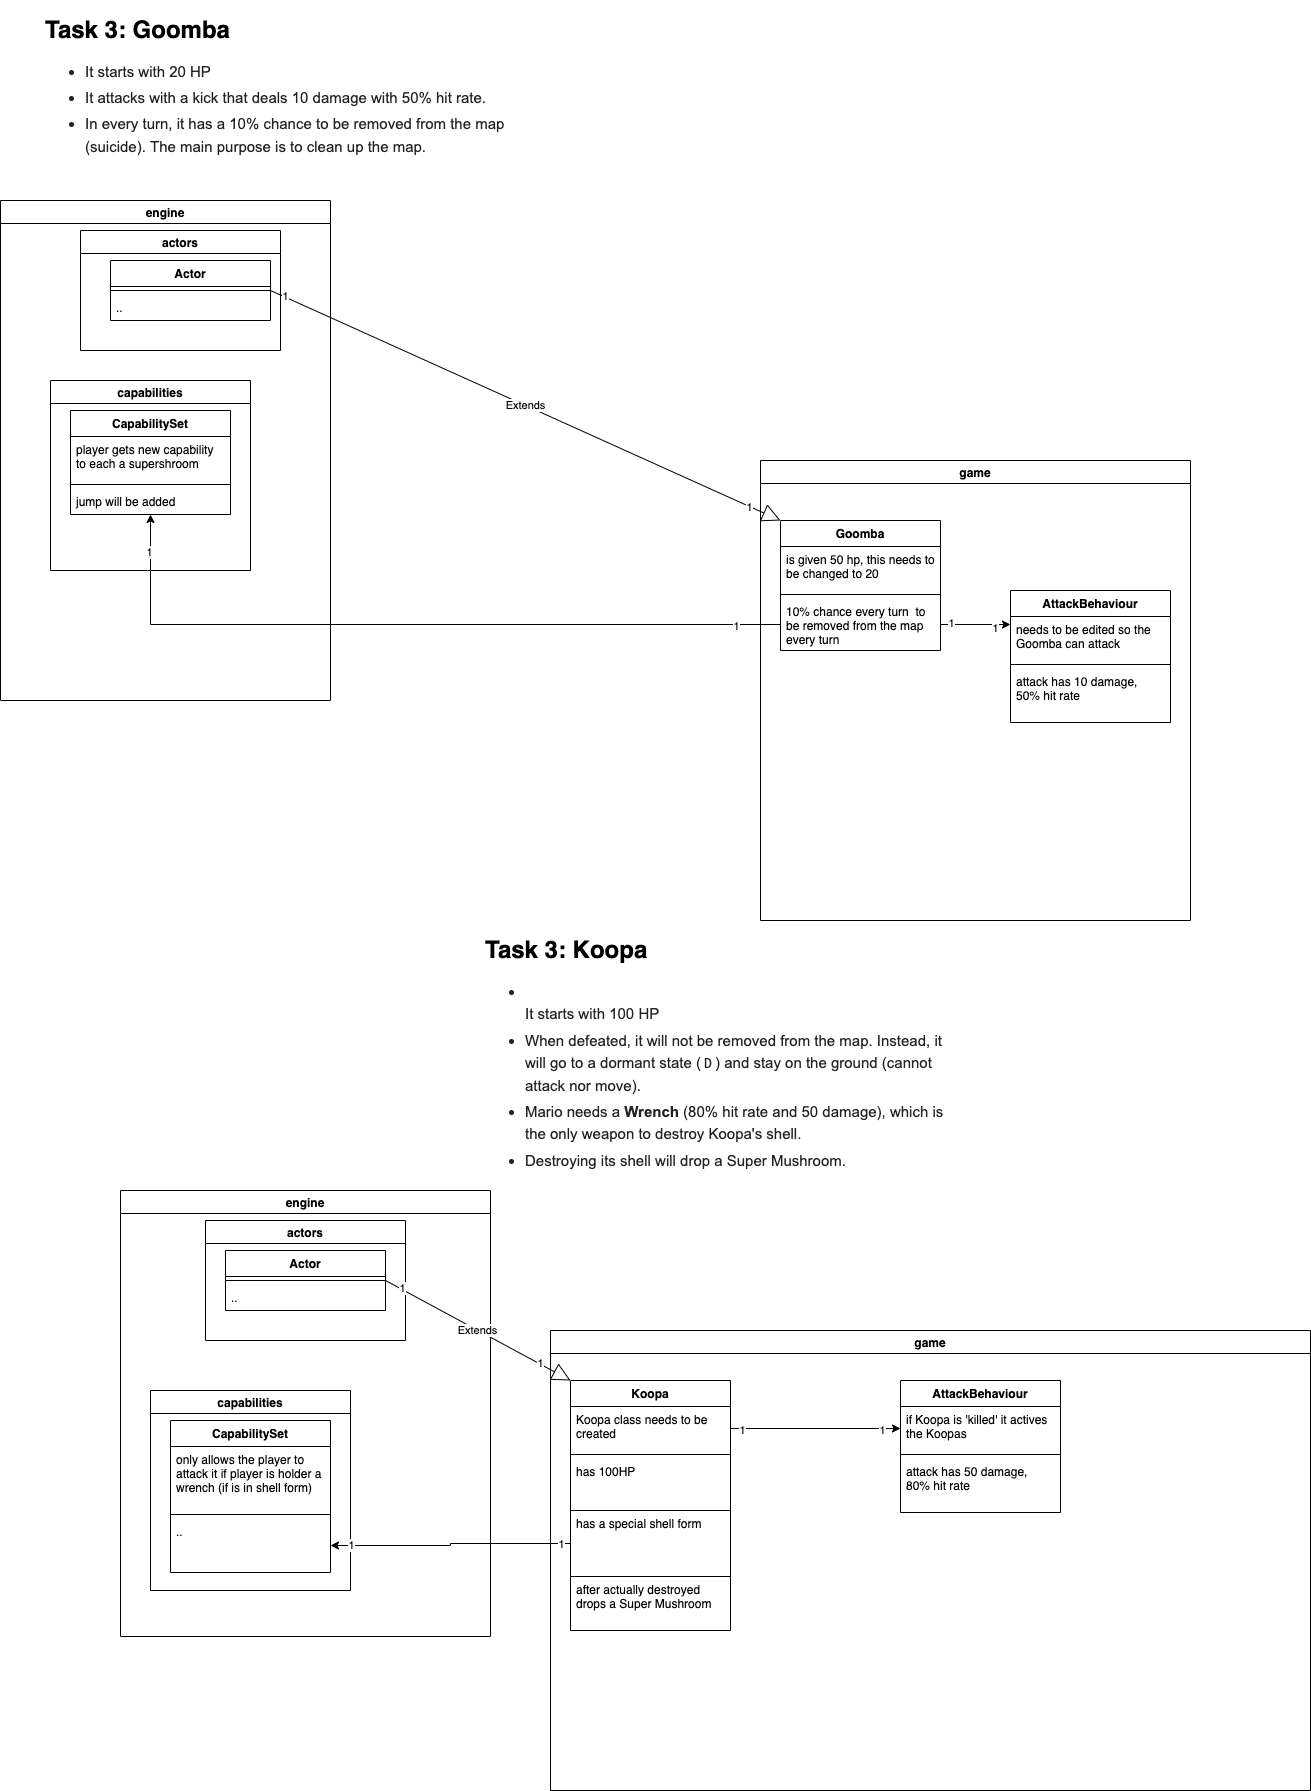 Task 3: Goomba
• It starts with 20 HP
• It attacks with a kick that deals 10 damage with 50% hit rate.
• In every turn, it has a 10% chance to be removed from the map
(suicide). The main purpose is to clean up the map.
engine
actors
Actor
..
1
Extends
1
capabilities
CapabilitySet
player gets new capability
to each a supershroom
jump will be added
1
1
game
Goomba
is given 50 hp, this needs to
be changed to 20
10% chance every turn  to
be removed from the map
every turn
1
1
AttackBehaviour
needs to be edited so the
Goomba can attack
attack has 10 damage,
50% hit rate
Task 3: Koopa
•
It starts with 100 HP
• When defeated, it will not be removed from the map. Instead, it
will go to a dormant state (D) and stay on the ground (cannot
attack nor move).
• Mario needs a Wrench (80% hit rate and 50 damage), which is
the only weapon to destroy Koopa's shell.
• Destroying its shell will drop a Super Mushroom.
engine
actors
Actor
..
1
Extends
1
capabilities
CapabilitySet
only allows the player to
attack it if player is holder a
wrench (if is in shell form)
..
1
1
game
Koopa
Koopa class needs to be
created
has 100HP
has a special shell form
after actually destroyed
drops a Super Mushroom
1
1
AttackBehaviour
if Koopa is 'killed' it actives
the Koopas
attack has 50 damage,
80% hit rate